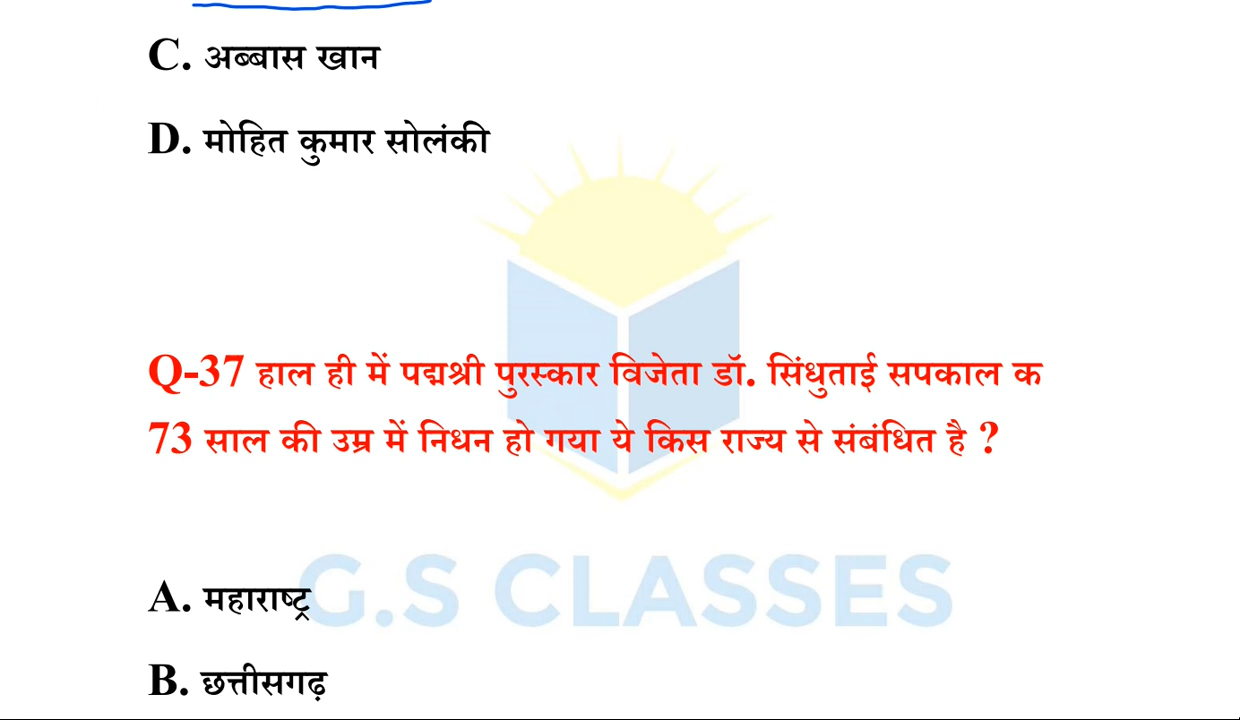 C. अब्बास खान
D. मोहित कुमार सोलंकी
Q-37 हाल ही में पद्मश्री पुरस्कार विजेता डॉ. सिंधुताई सपकाल क
73 साल की उम्र में निधन हो गया ये किस राज्य से संबंधित है ?
G.S CLASSES
A. महाराष्ट्र
B. छत्तीसगढ़